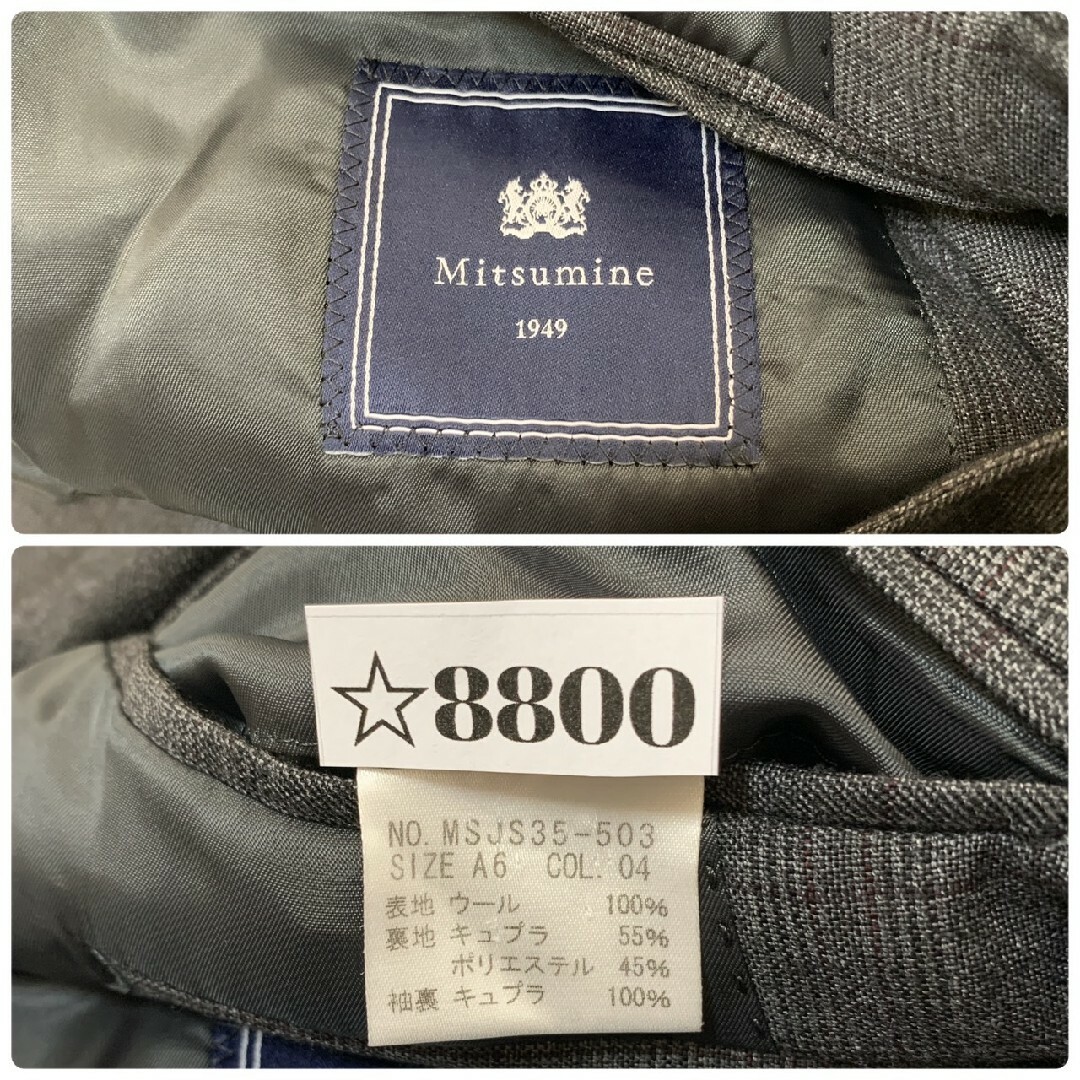 Mitsumine
1949
☆8800
NO. MSJS35-503
SIZE A6 COL. 04
表地 ウール 100%
裏地 キュプラ 55%
ポリエステル 45%
袖裏 キュプラ 100%